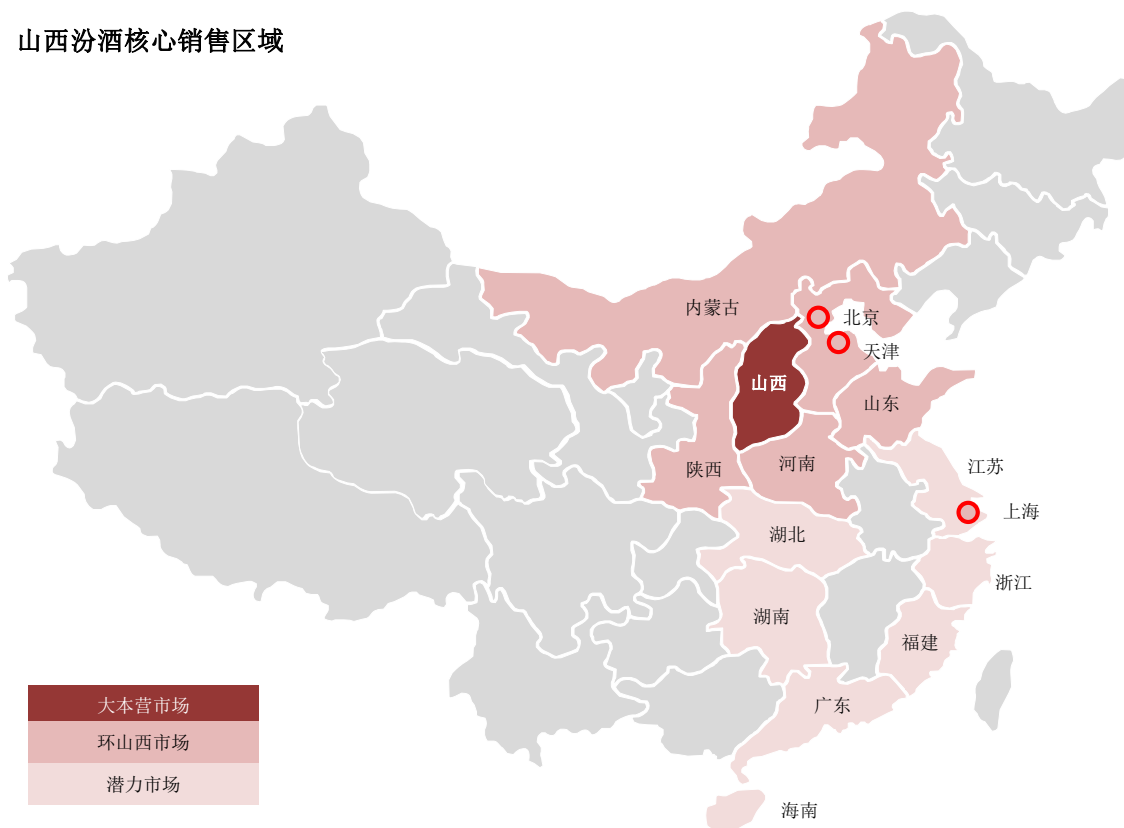 山西汾酒核心销售区域
内蒙古
北京
天津
山西
山东
陕西
河南
江苏
上海
湖北
浙江
湖南
福建
广东
海南
大本营市场
环山西市场
潜力市场